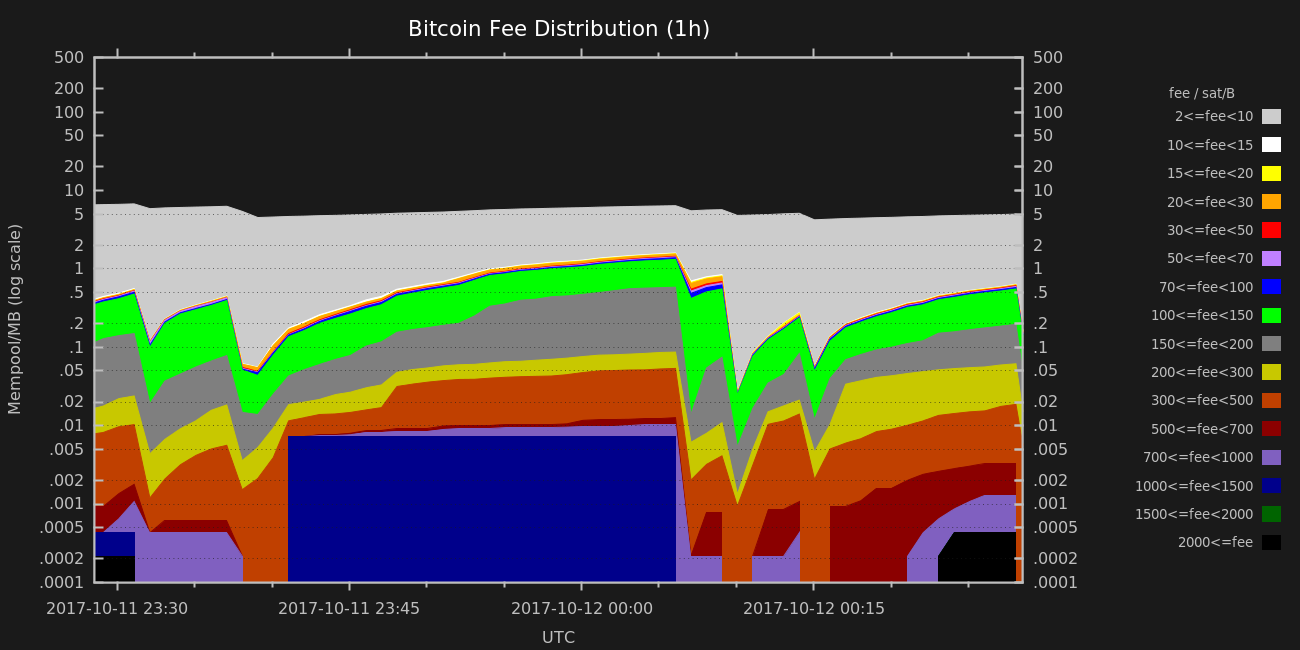 Bitcoin Fee Distribution (1h)
Mempool/MB (log scale)
500
200
100
50
20
10
5
2
1
.5
.2
.1
.05
.02
.01
.005
.002
.001
.0005
.0002
.0001
500
200
100
50
20
10
5
2
1
.5
.2
.1
.05
.02
.01
.005
.002
.001
.0005
.0002
.0001
2017-10-11 23:30
2017-10-11 23:45
2017-10-12 00:00
2017-10-12 00:15
UTC
fee / sat/B
2<=fee<10
10<=fee<15
15<=fee<20
20<=fee<30
30<=fee<50
50<=fee<70
70<=fee<100
100<=fee<150
150<=fee<200
200<=fee<300
300<=fee<500
500<=fee<700
700<=fee<1000
1000<=fee<1500
1500<=fee<2000
2000<=fee